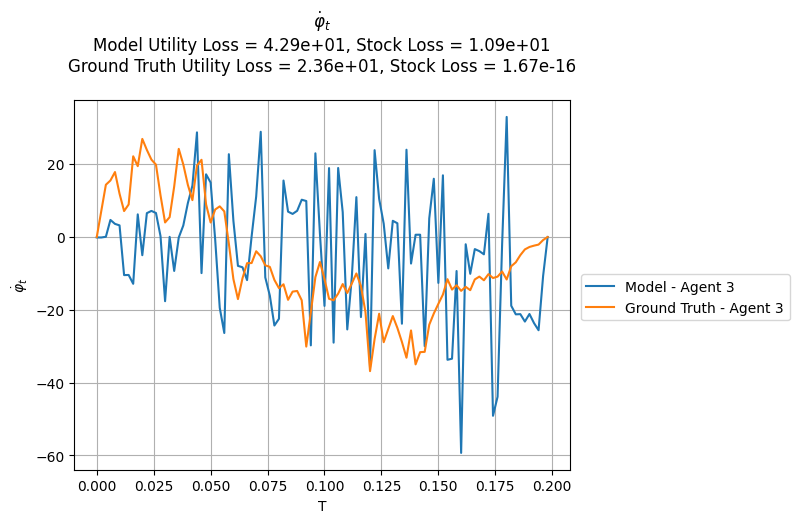 φ̇ₜ
Model Utility Loss = 4.29e+01, Stock Loss = 1.09e+01
Ground Truth Utility Loss = 2.36e+01, Stock Loss = 1.67e-16
20
0
−20
−40
−60
φ̇ₜ
0.000 0.025 0.050 0.075 0.100 0.125 0.150 0.175 0.200
T
Model - Agent 3
Ground Truth - Agent 3